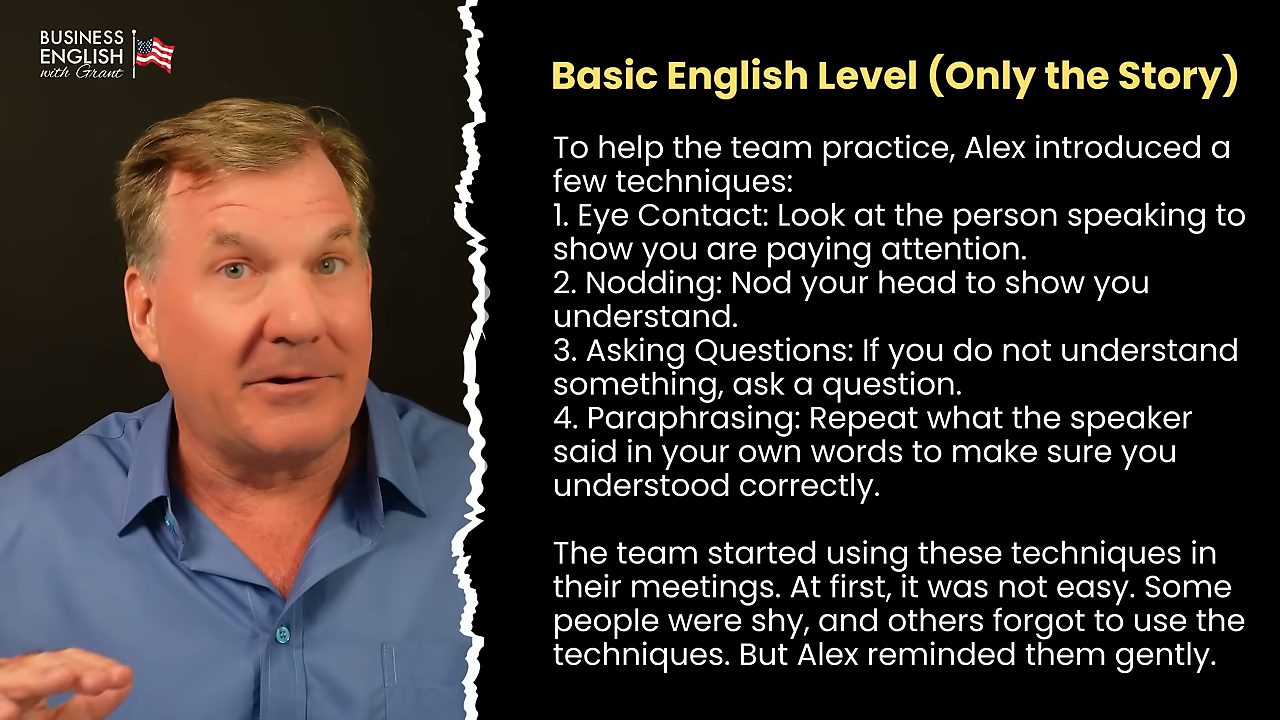 BUSINESS
ENGLISH
with Grant
Basic English Level (Only the Story)
To help the team practice, Alex introduced a
few techniques:
1. Eye Contact: Look at the person speaking to
show you are paying attention.
2. Nodding: Nod your head to show you
understand.
3. Asking Questions: If you do not understand
something, ask a question.
4. Paraphrasing: Repeat what the speaker
said in your own words to make sure you
understood correctly.
The team started using these techniques in
their meetings. At first, it was not easy. Some
people were shy, and others forgot to use the
techniques. But Alex reminded them gently.